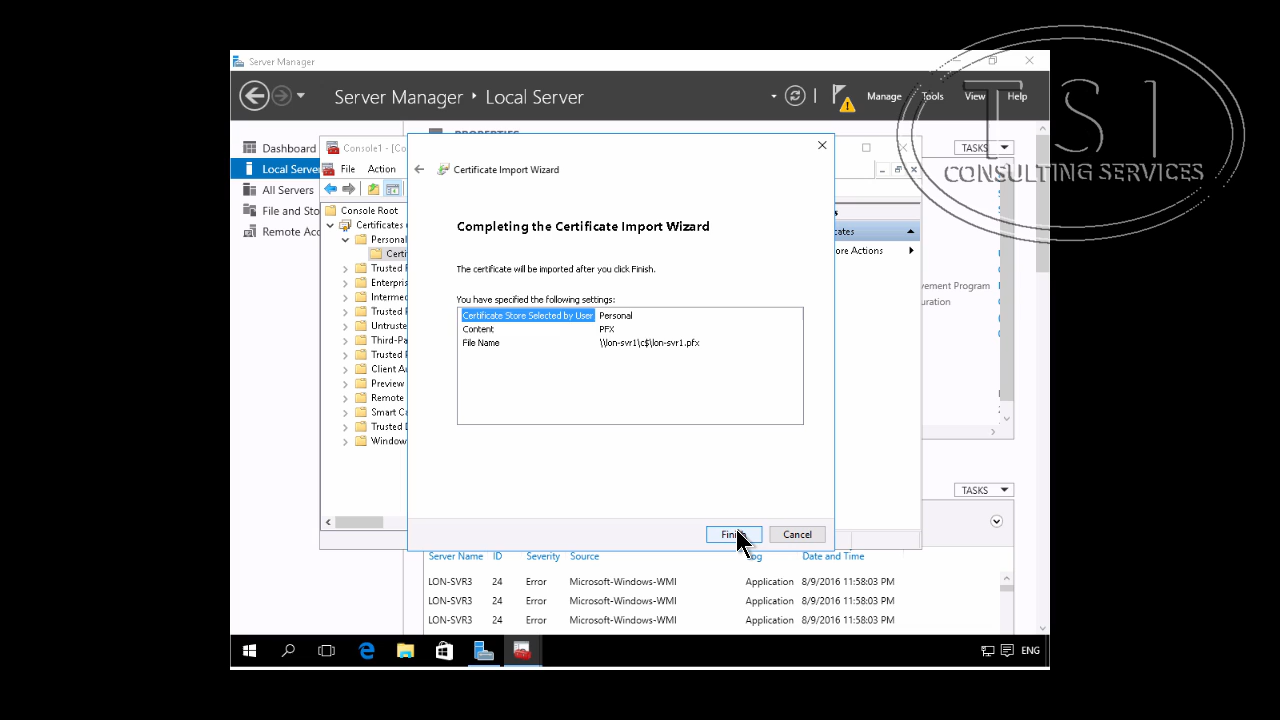 Server Manager
Server Manager ‣ Local Server
Manage Tools View Help
TSI
CONSULTING SERVICES
Dashboard
Local Serve
All Servers
File and Sto
Remote Acc
PROPERTIES
TASKS
Console1 - [Co
File Action
Console Root
Certificates
Personal
Certi
Trusted R
Enterpris
Intermed
Trusted P
Untruste
Third-Pa
Trusted P
Client Au
Preview
Remote
Smart Ca
Trusted D
Window
s
cates
ore Actions
vement Program
uration
Certificate Import Wizard
Completing the Certificate Import Wizard
The certificate will be imported after you click Finish.
You have specified the following settings:
Certificate Store Selected by User Personal
Content PFX
File Name \\lon-svr1\c$\lon-svr1.pfx
Finish Cancel
TASKS
Server Name ID Severity Source Log Date and Time
LON-SVR3 24 Error Microsoft-Windows-WMI Application 8/9/2016 11:58:03 PM
LON-SVR3 24 Error Microsoft-Windows-WMI Application 8/9/2016 11:58:03 PM
LON-SVR3 24 Error Microsoft-Windows-WMI Application 8/9/2016 11:58:03 PM
ENG